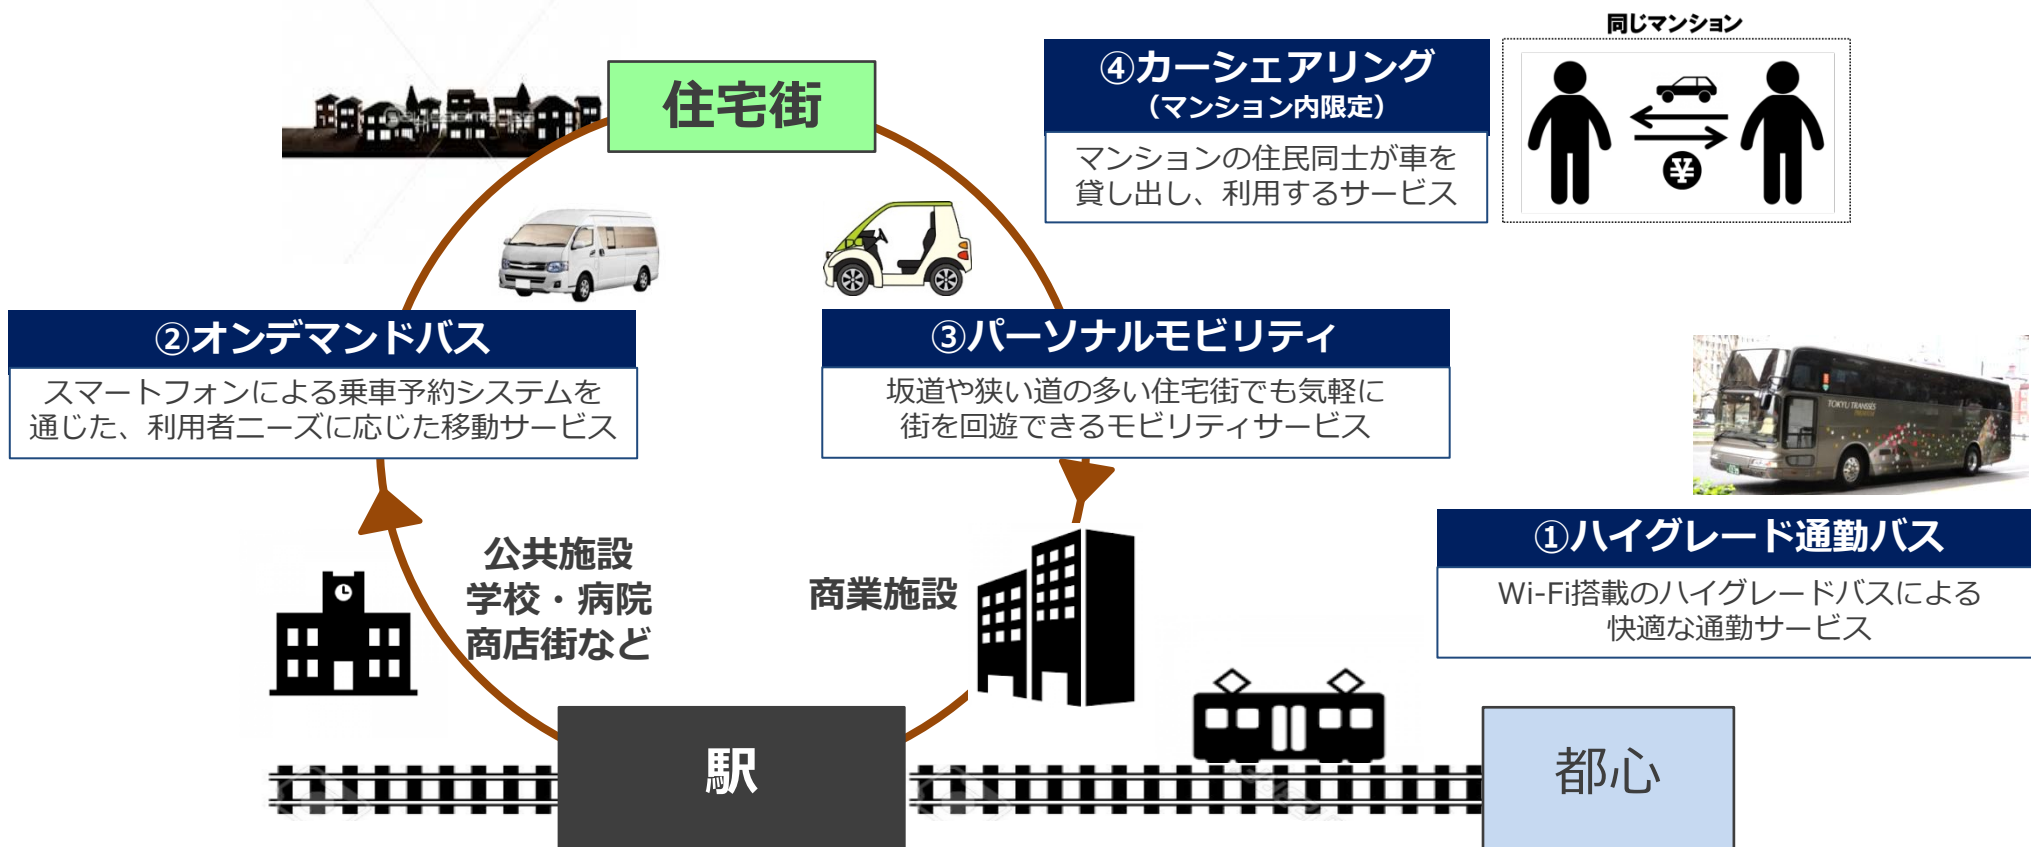 同じマンション
④カーシェアリング
（マンション内限定）
マンションの住民同士が車を
貸し出し、利用するサービス
¥
住宅街
②オンデマンドバス
スマートフォンによる乗車予約システムを
通じた、利用者ニーズに応じた移動サービス
③パーソナルモビリティ
坂道や狭い道の多い住宅街でも気軽に
街を回遊できるモビリティサービス
TOKYU TRANSSÉS
①ハイグレード通勤バス
Wi-Fi搭載のハイグレードバスによる
快適な通勤サービス
公共施設
学校・病院
商店街など
商業施設
駅
都心